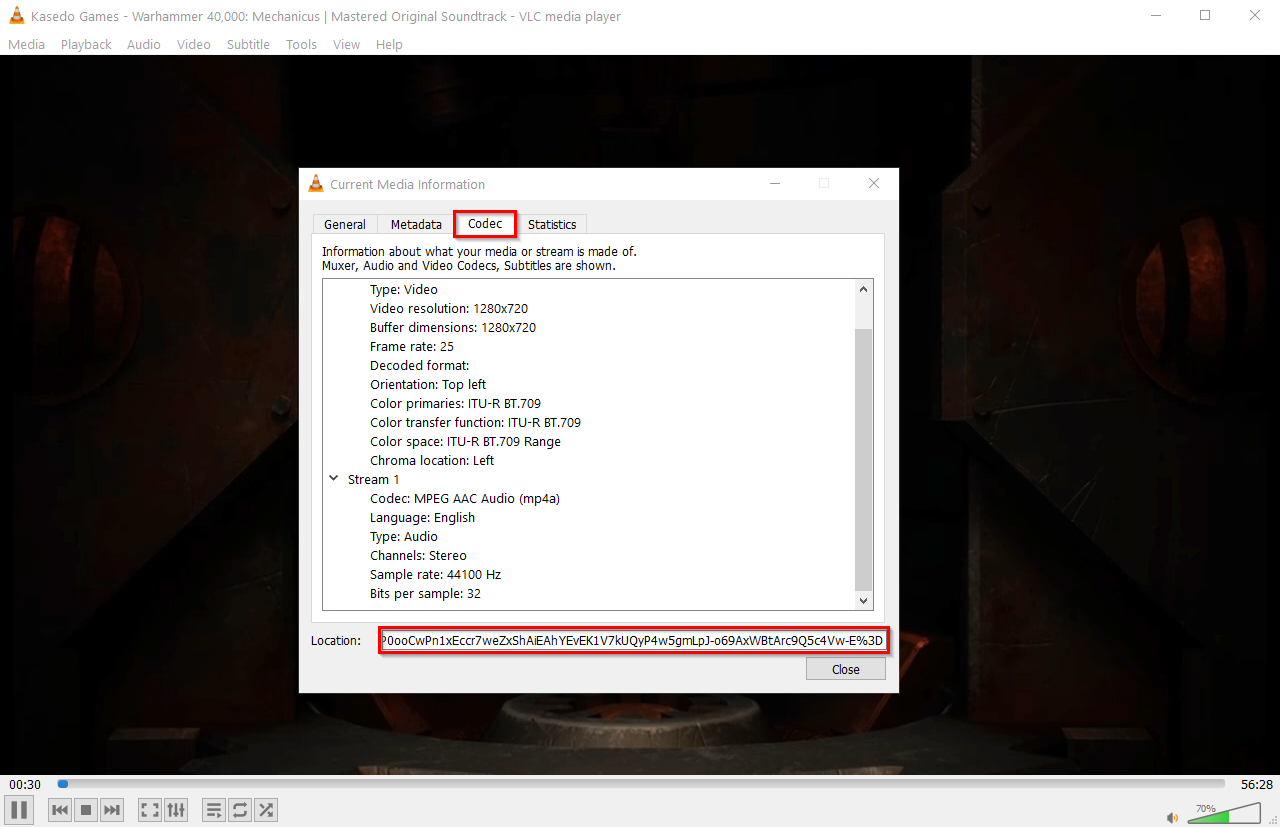 Kasedo Games - Warhammer 40,000: Mechanicus | Mastered Original Soundtrack - VLC media player
Media Playback Audio Video Subtitle Tools View Help
Current Media Information
General Metadata Codec Statistics
Information about what your media or stream is made of.
Muxer, Audio and Video Codecs, Subtitles are shown.
Type: Video
Video resolution: 1280x720
Buffer dimensions: 1280x720
Frame rate: 25
Decoded format:
Orientation: Top left
Color primaries: ITU-R BT.709
Color transfer function: ITU-R BT.709
Color space: ITU-R BT.709 Range
Chroma location: Left
Stream 1
Codec: MPEG AAC Audio (mp4a)
Language: English
Type: Audio
Channels: Stereo
Sample rate: 44100 Hz
Bits per sample: 32
Location: P0ooCwPn1xEccr7weZxShAiEAhYEvEK1V7kUQyP4w5gmLpJ-o69AxWBtArc9Q5c4Vw-E%3D
Close
00:30 56:28
70%